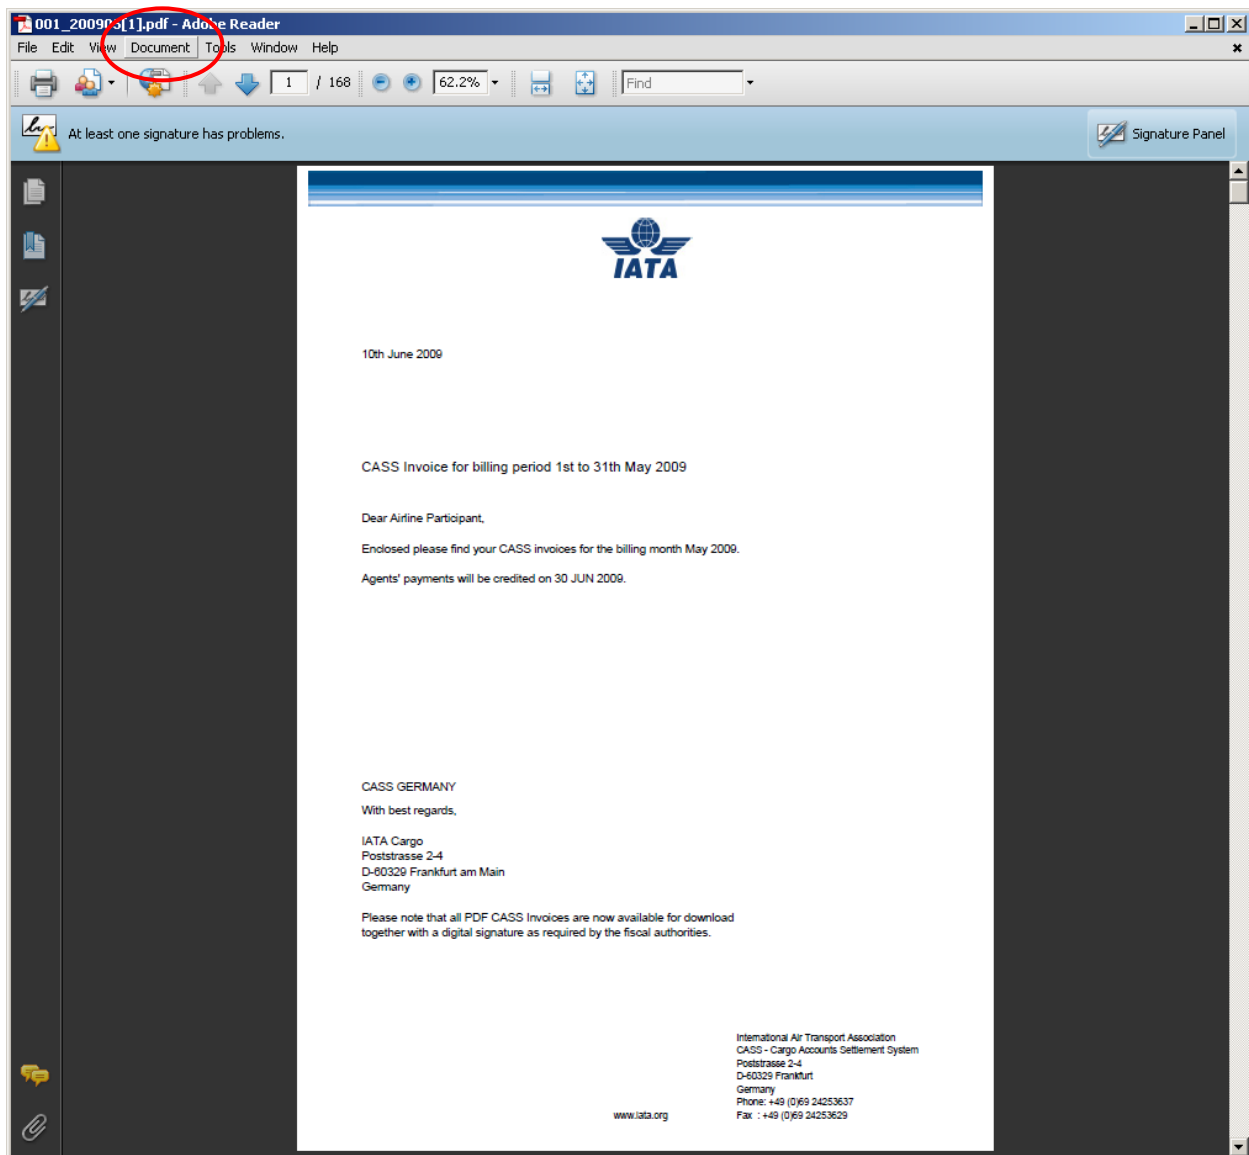 001_200906[1].pdf - Adobe Reader
File Edit View Document Tools Window Help
1 / 168 62.2% Find
At least one signature has problems.
Signature Panel
IATA
10th June 2009
CASS Invoice for billing period 1st to 31th May 2009
Dear Airline Participant,
Enclosed please find your CASS invoices for the billing month May 2009.
Agents' payments will be credited on 30 JUN 2009.
CASS GERMANY
With best regards,
IATA Cargo
Poststrasse 2-4
D-60329 Frankfurt am Main
Germany
Please note that all PDF CASS Invoices are now available for download
together with a digital signature as required by the fiscal authorities.
International Air Transport Association
CASS - Cargo Accounts Settlement System
Poststrasse 2-4
D-60329 Frankfurt
Germany
Phone: +49 (0)69 24253637
www.iata.org
Fax : +49 (0)69 24253629